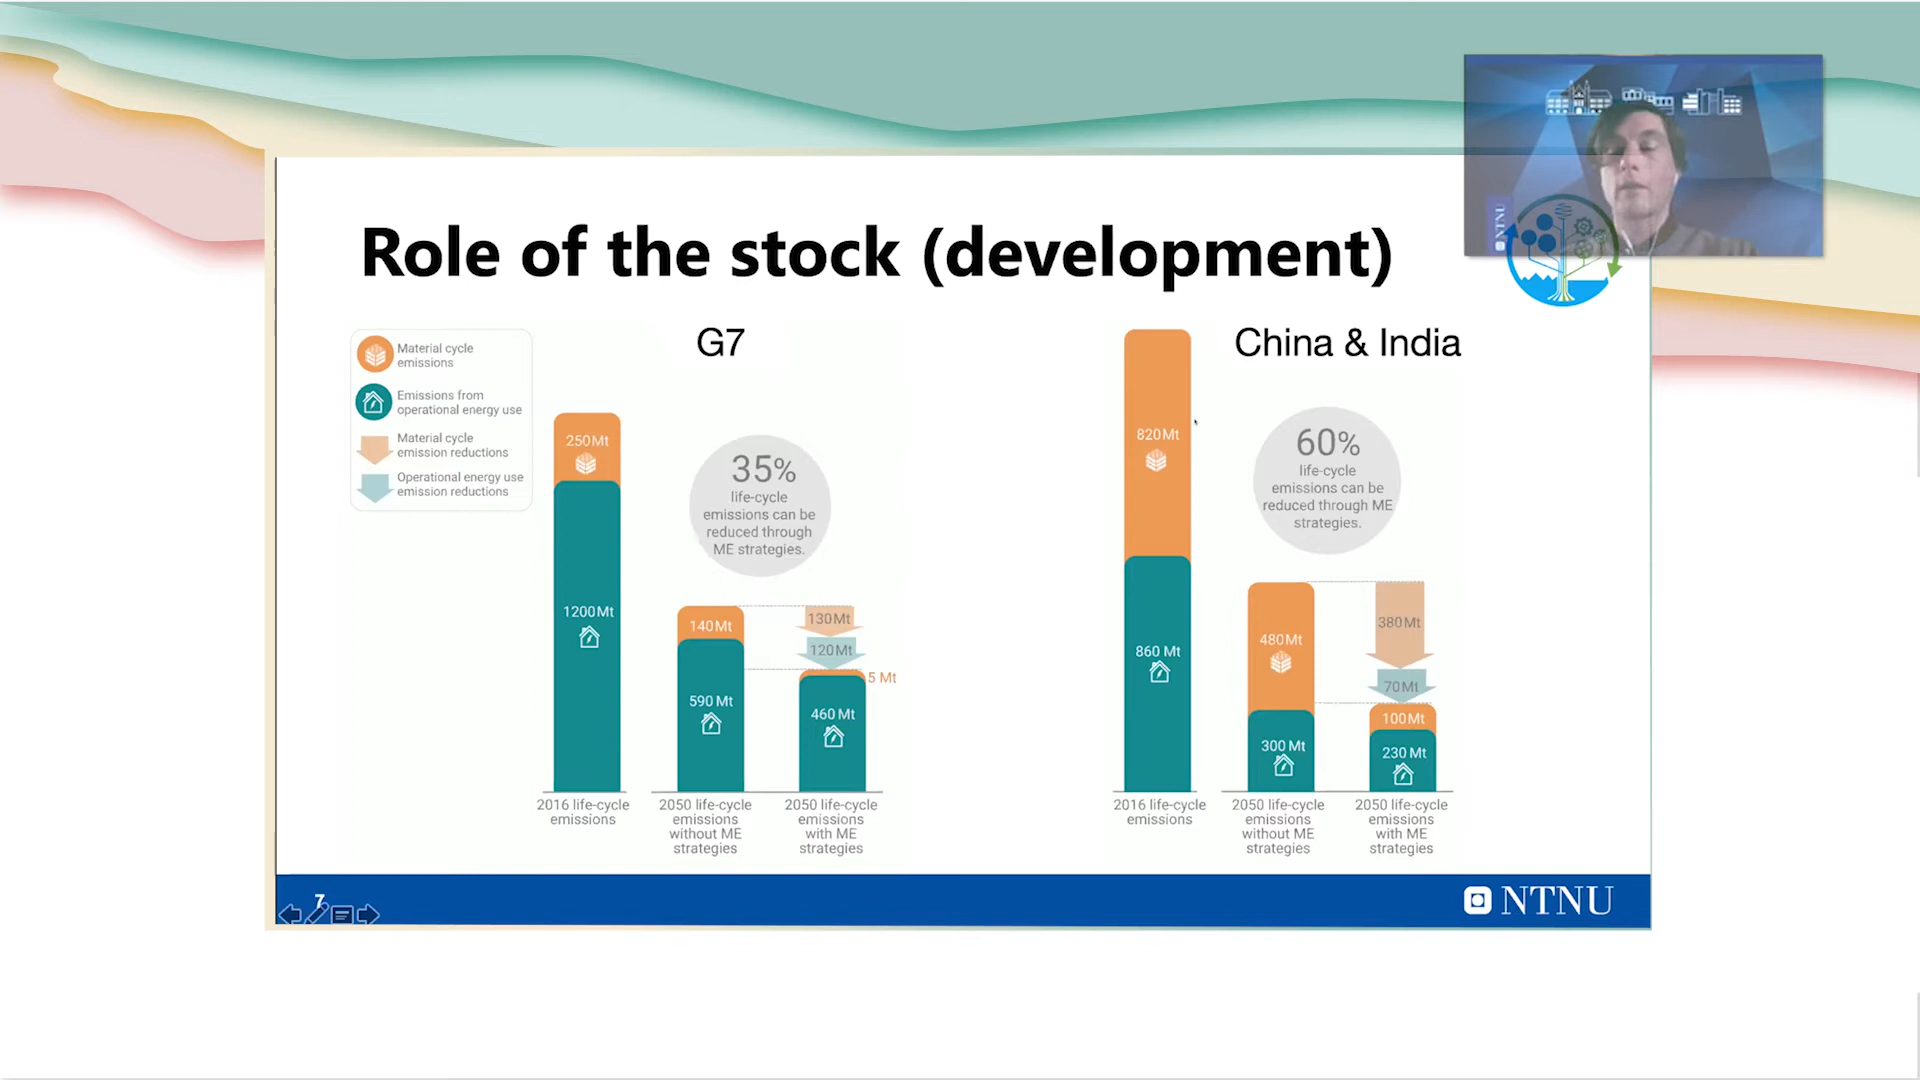 Role of the stock (development)
NTNU
Material cycle
emissions
Emissions from
operational energy use
Material cycle
emission reductions
Operational energy use
emission reductions
G7
250Mt
1200Mt
35%
life-cycle
emissions can be
reduced through
ME strategies.
140Mt
590 Mt
130Mt
120Mt
5 Mt
460 Mt
2016 life-cycle
emissions
2050 life-cycle
emissions
without ME
strategies
2050 life-cycle
emissions
with ME
strategies
China & India
820Mt
860 Mt
60%
life-cycle
emissions can be
reduced through ME
strategies.
480Mt
300 Mt
380Mt
70Mt
100Mt
230 Mt
2016 life-cycle
emissions
2050 life-cycle
emissions
without ME
strategies
2050 life-cycle
emissions
with ME
strategies
7
NTNU